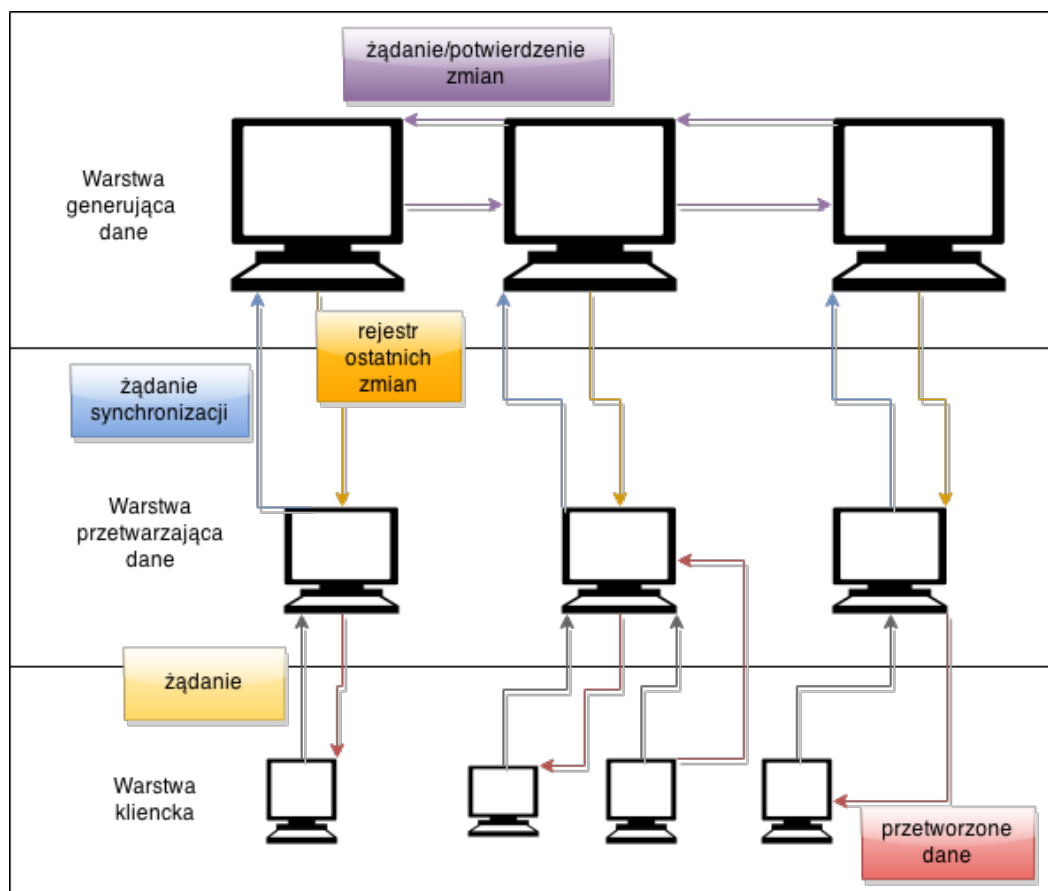 żądanie/potwierdzenie
zmian
Warstwa
generująca
dane
rejestr
ostatnich
zmian
żądanie
synchronizacji
Warstwa
przetwarzająca
dane
żądanie
Warstwa
kliencka
przetworzone
dane